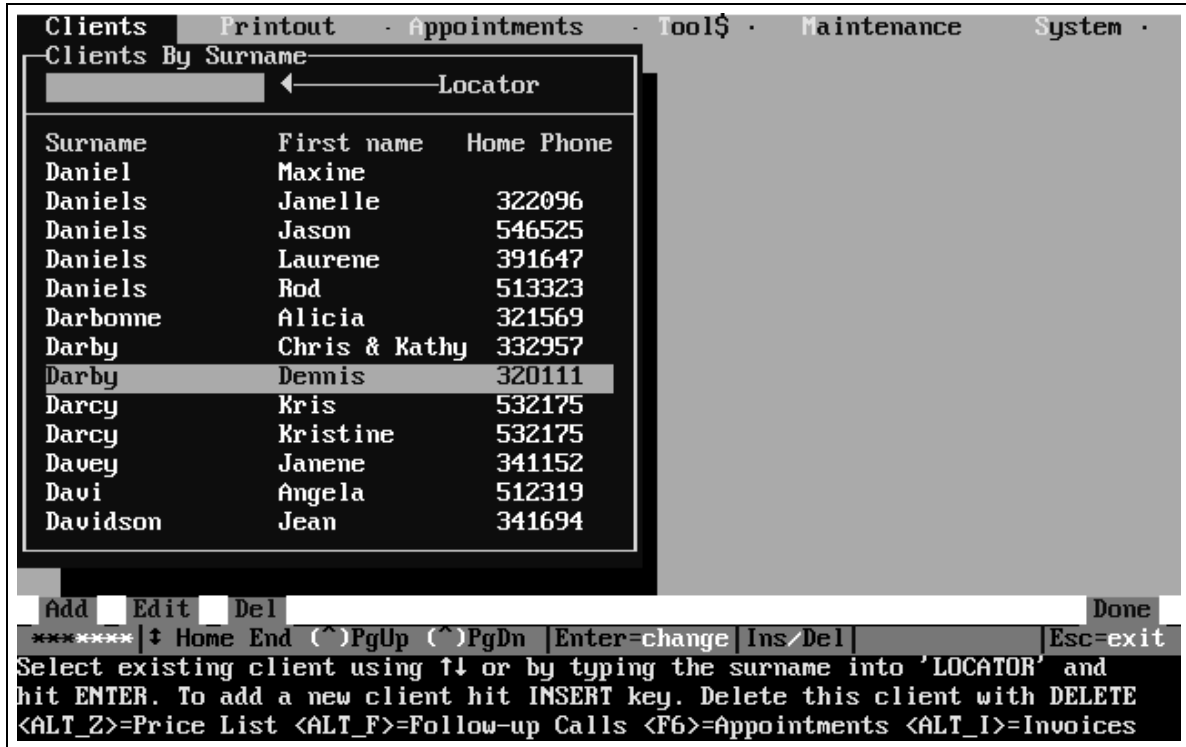 Clients Printout · Appointments · Tool$ · Maintenance System ·
Clients By Surname
Locator
Surname First name Home Phone
Daniel Maxine
Daniels Janelle 322096
Daniels Jason 546525
Daniels Laurene 391647
Daniels Rod 513323
Darbonne Alicia 321569
Darby Chris & Kathy 332957
Darby Dennis 320111
Darcy Kris 532175
Darcy Kristine 532175
Davey Janene 341152
Davi Angela 512319
Davidson Jean 341694
Add Edit Del Done
*******|↕ Home End (^)PgUp (^)PgDn |Enter=change|Ins/Del| |Esc=exit
Select existing client using ↑↓ or by typing the surname into 'LOCATOR' and
hit ENTER. To add a new client hit INSERT key. Delete this client with DELETE
<ALT_Z>=Price List <ALT_F>=Follow-up Calls <F6>=Appointments <ALT_I>=Invoices